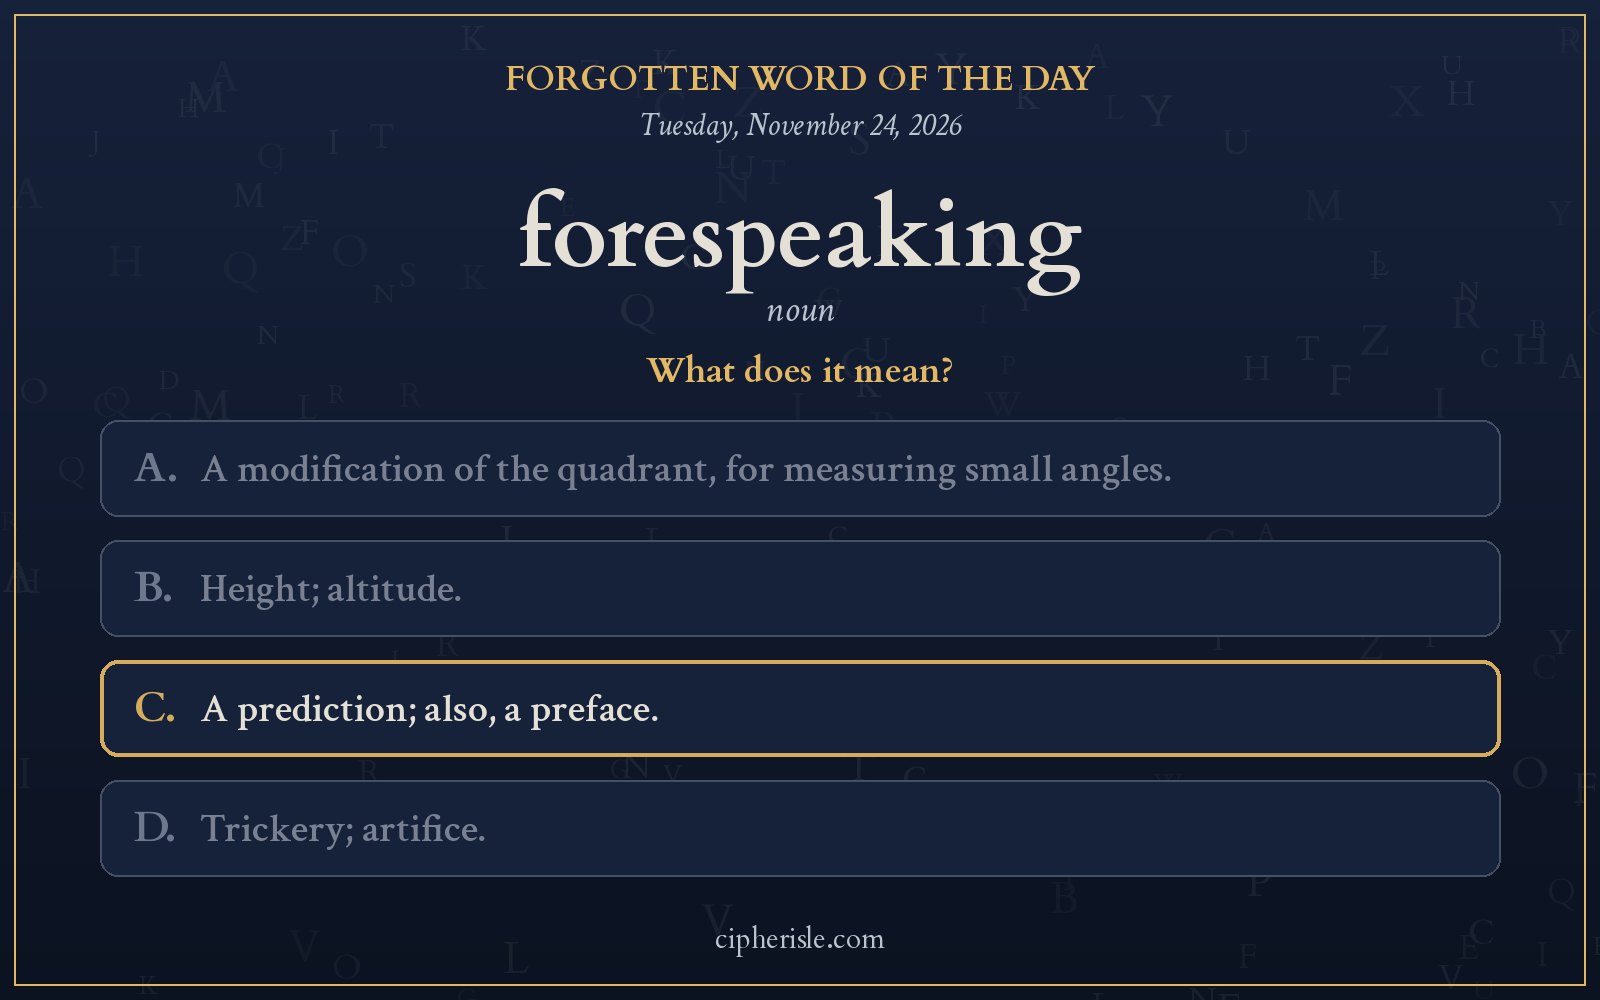 FORGOTTEN WORD OF THE DAY
Tuesday, November 24, 2026
forespeaking
noun
What does it mean?
A. A modification of the quadrant, for measuring small angles.
B. Height; altitude.
C. A prediction; also, a preface.
D. Trickery; artifice.
cipherisle.com